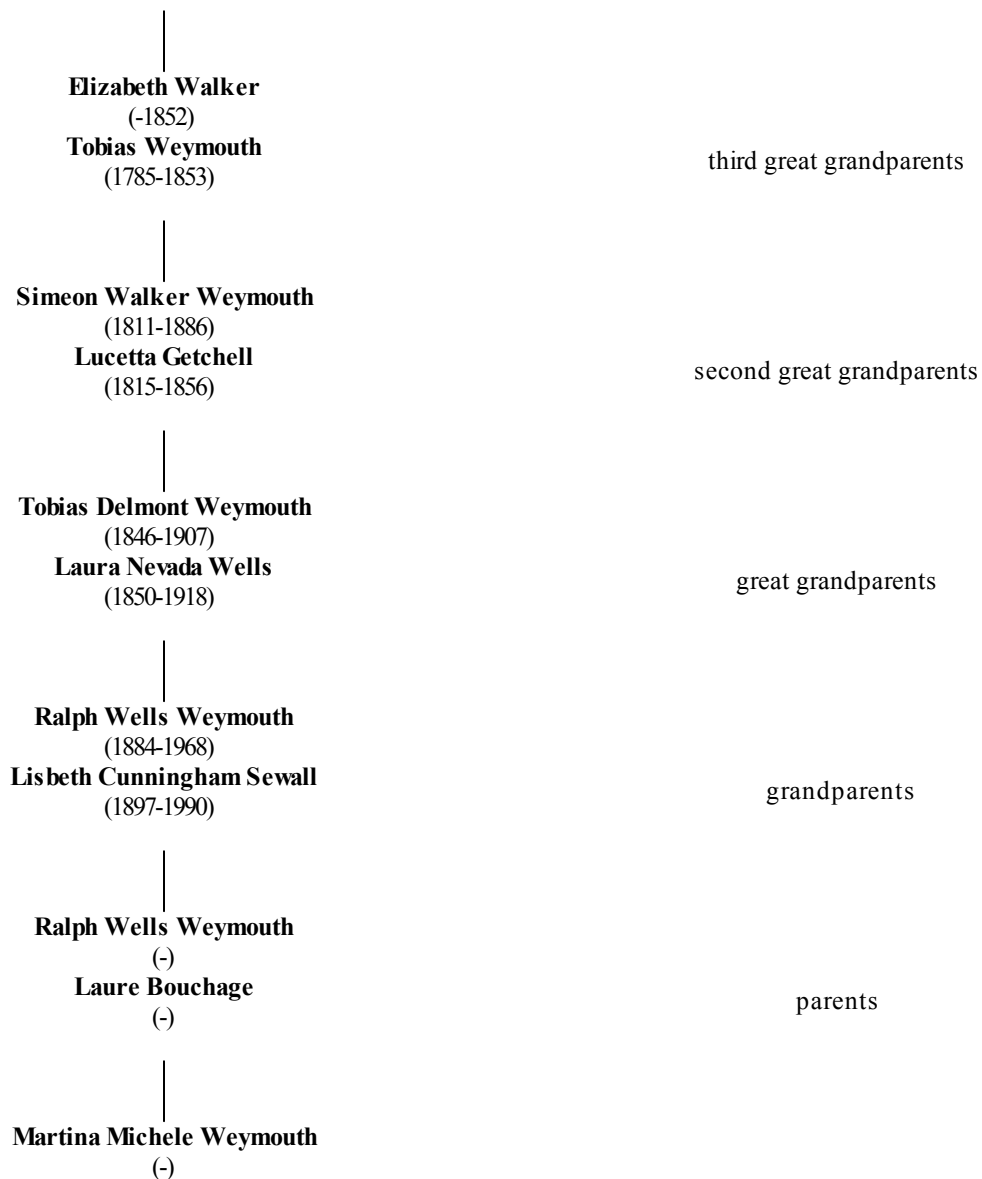 Elizabeth Walker
(-1852)
Tobias Weymouth
(1785-1853)
third great grandparents
Simeon Walker Weymouth
(1811-1886)
Lucetta Getchell
(1815-1856)
second great grandparents
Tobias Delmont Weymouth
(1846-1907)
Laura Nevada Wells
(1850-1918)
great grandparents
Ralph Wells Weymouth
(1884-1968)
Lisbeth Cunningham Sewall
(1897-1990)
grandparents
Ralph Wells Weymouth
(-)
Laure Bouchage
(-)
parents
Martina Michele Weymouth
(-)